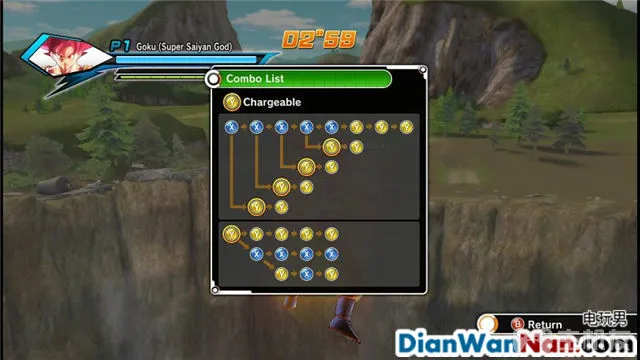 P1 Goku (Super Saiyan God)
02"59
Combo List
Y Chargeable
X X X X X Y Y Y
Y Y
Y Y
Y Y
Y Y
Y Y Y Y Y
X X X X
Y X Y
B Return
电玩男
DianWanNan.com